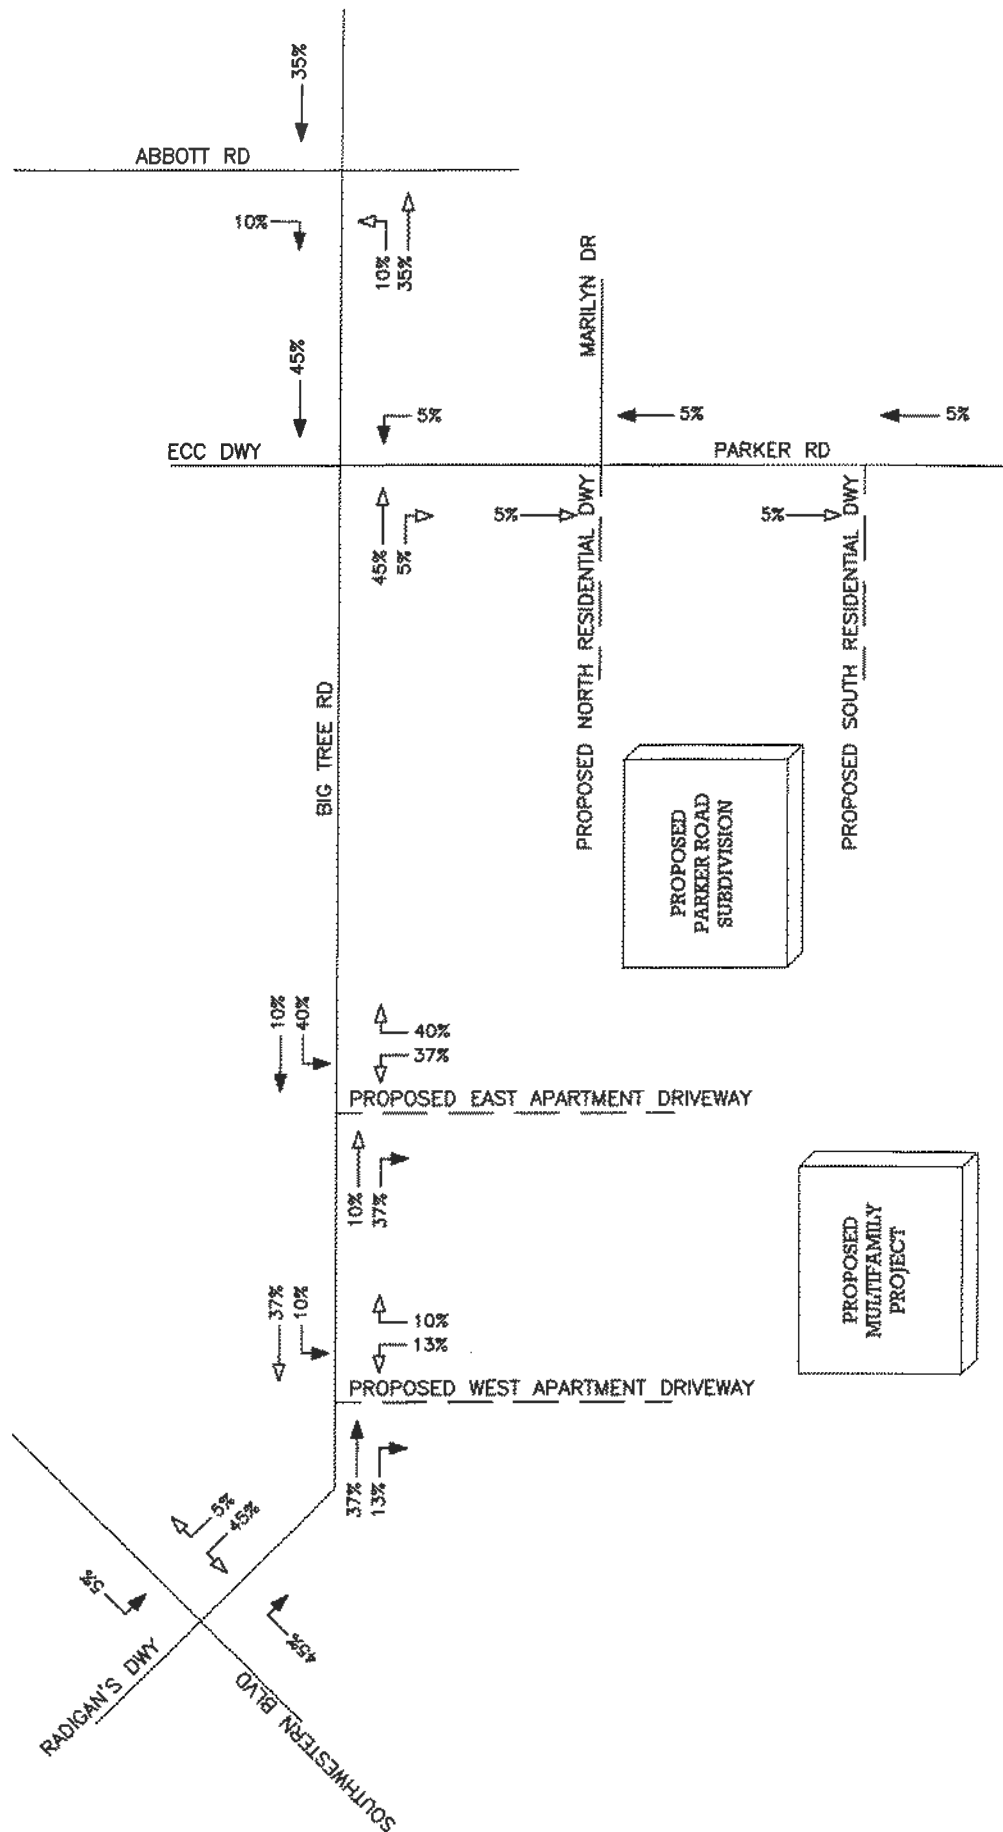 35%
ABBOTT RD
10%
10%
35%
MARILYN DR
45%
5%
5%
5%
ECC DWY
PARKER RD
45%
5%
5%
5%
BIG TREE RD
PROPOSED NORTH RESIDENTIAL DWY
PROPOSED SOUTH RESIDENTIAL DWY
PROPOSED
PARKER ROAD
SUBDIVISION
10%
40%
40%
37%
PROPOSED EAST APARTMENT DRIVEWAY
10%
37%
PROPOSED
MULTIFAMILY
PROJECT
37%
10%
10%
13%
PROPOSED WEST APARTMENT DRIVEWAY
37%
13%
5%
45%
5%
45%
RADIGAN'S DWY
SOUTHWESTERN BLVD